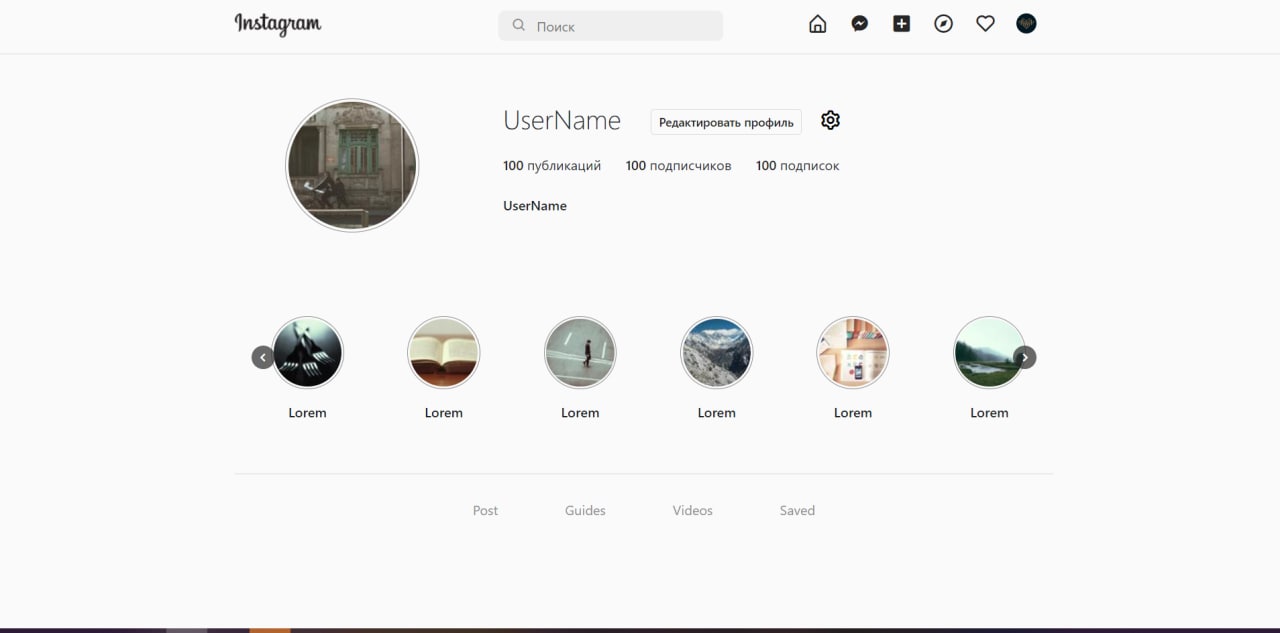 Instagram
Поиск
UserName
Редактировать профиль
100 публикаций 100 подписчиков 100 подписок
UserName
Lorem Lorem Lorem Lorem Lorem Lorem
Post Guides Videos Saved